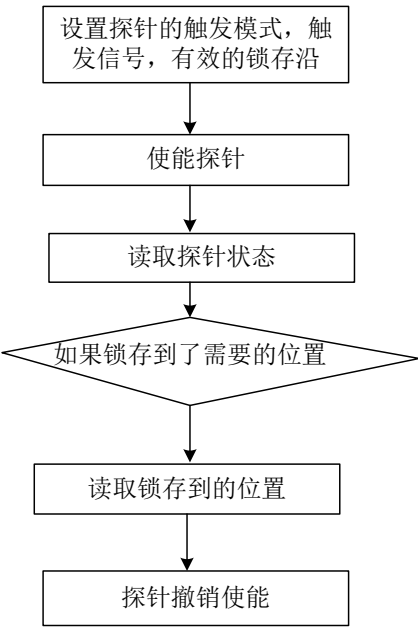 设置探针的触发模式，触
发信号，有效的锁存沿
使能探针
读取探针状态
如果锁存到了需要的位置
读取锁存到的位置
探针撤销使能